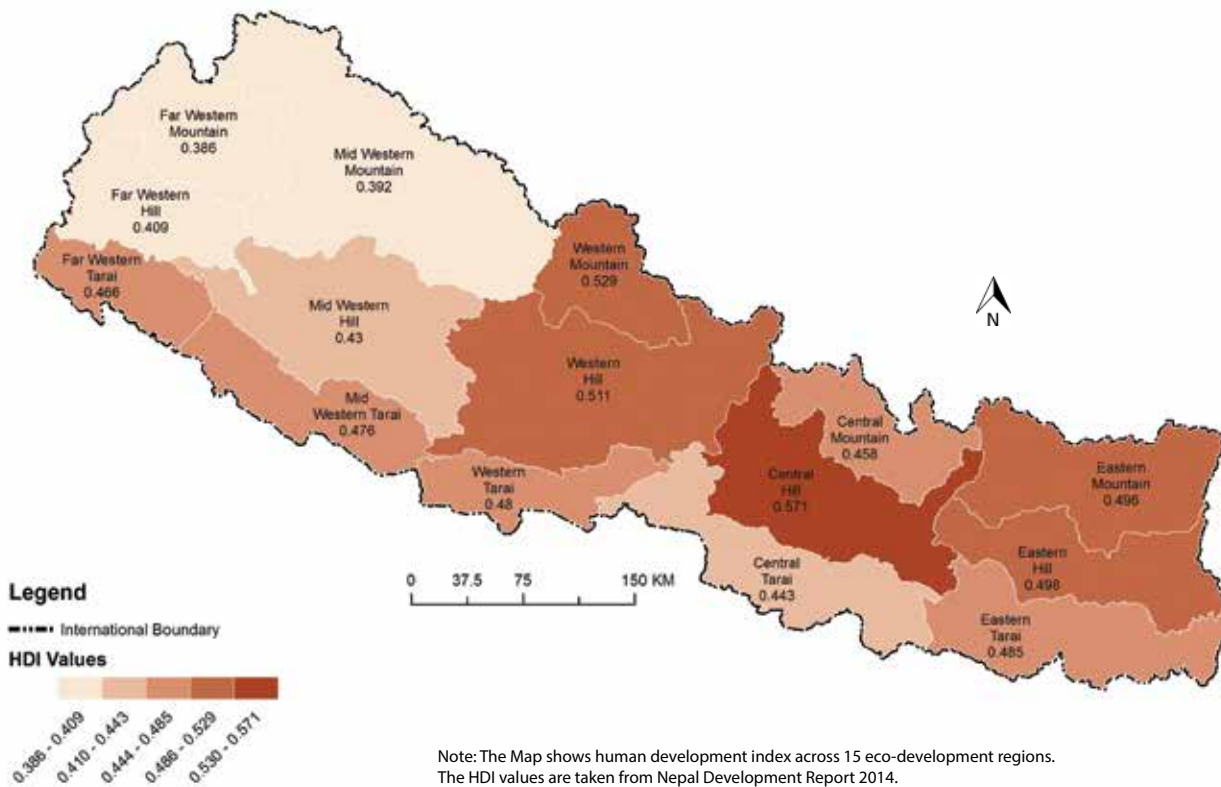 Far Western
Mountain
0.386
Mid Western
Mountain
0.392
Far Western
Hill
0.409
Far Western
Tarai
0.466
Western
Mountain
0.529
Mid Western
Hill
0.43
N
Western
Hill
0.511
Mid
Western Tarai
0.476
Central
Mountain
0.458
Eastern
Mountain
0.496
Western
Tarai
0.48
Central
Hill
0.571
Eastern
Hill
0.498
Central
Tarai
0.443
Eastern
Tarai
0.485
0 37.5 75 150 KM
Legend
International Boundary
HDI Values
0.386 - 0.409
0.410 - 0.443
0.444 - 0.485
0.486 - 0.529
0.530 - 0.571
Note: The Map shows human development index across 15 eco-development regions.
The HDI values are taken from Nepal Development Report 2014.